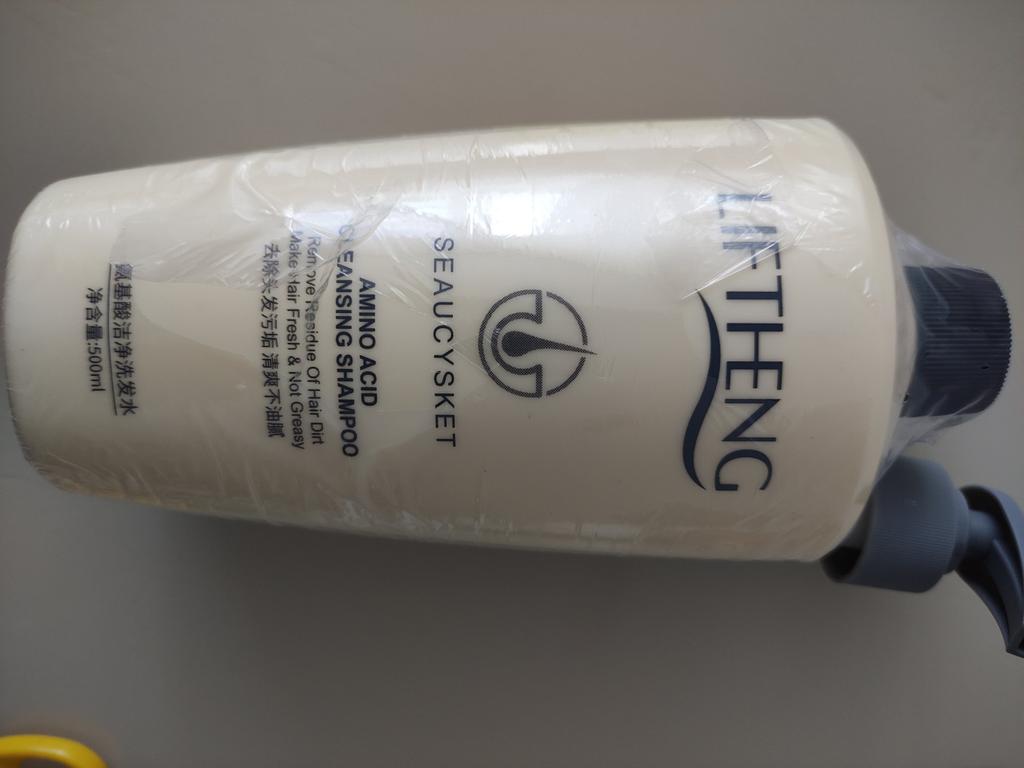 LIFTHENG
SEAUCYSKET
AMINO ACID
CLEANSING SHAMPOO
Remove Residue Of Hair Dirt
Make Hair Fresh & Not Greasy
去除头发污垢 清爽不油腻
氨基酸洁净洗发水
净含量:500ml